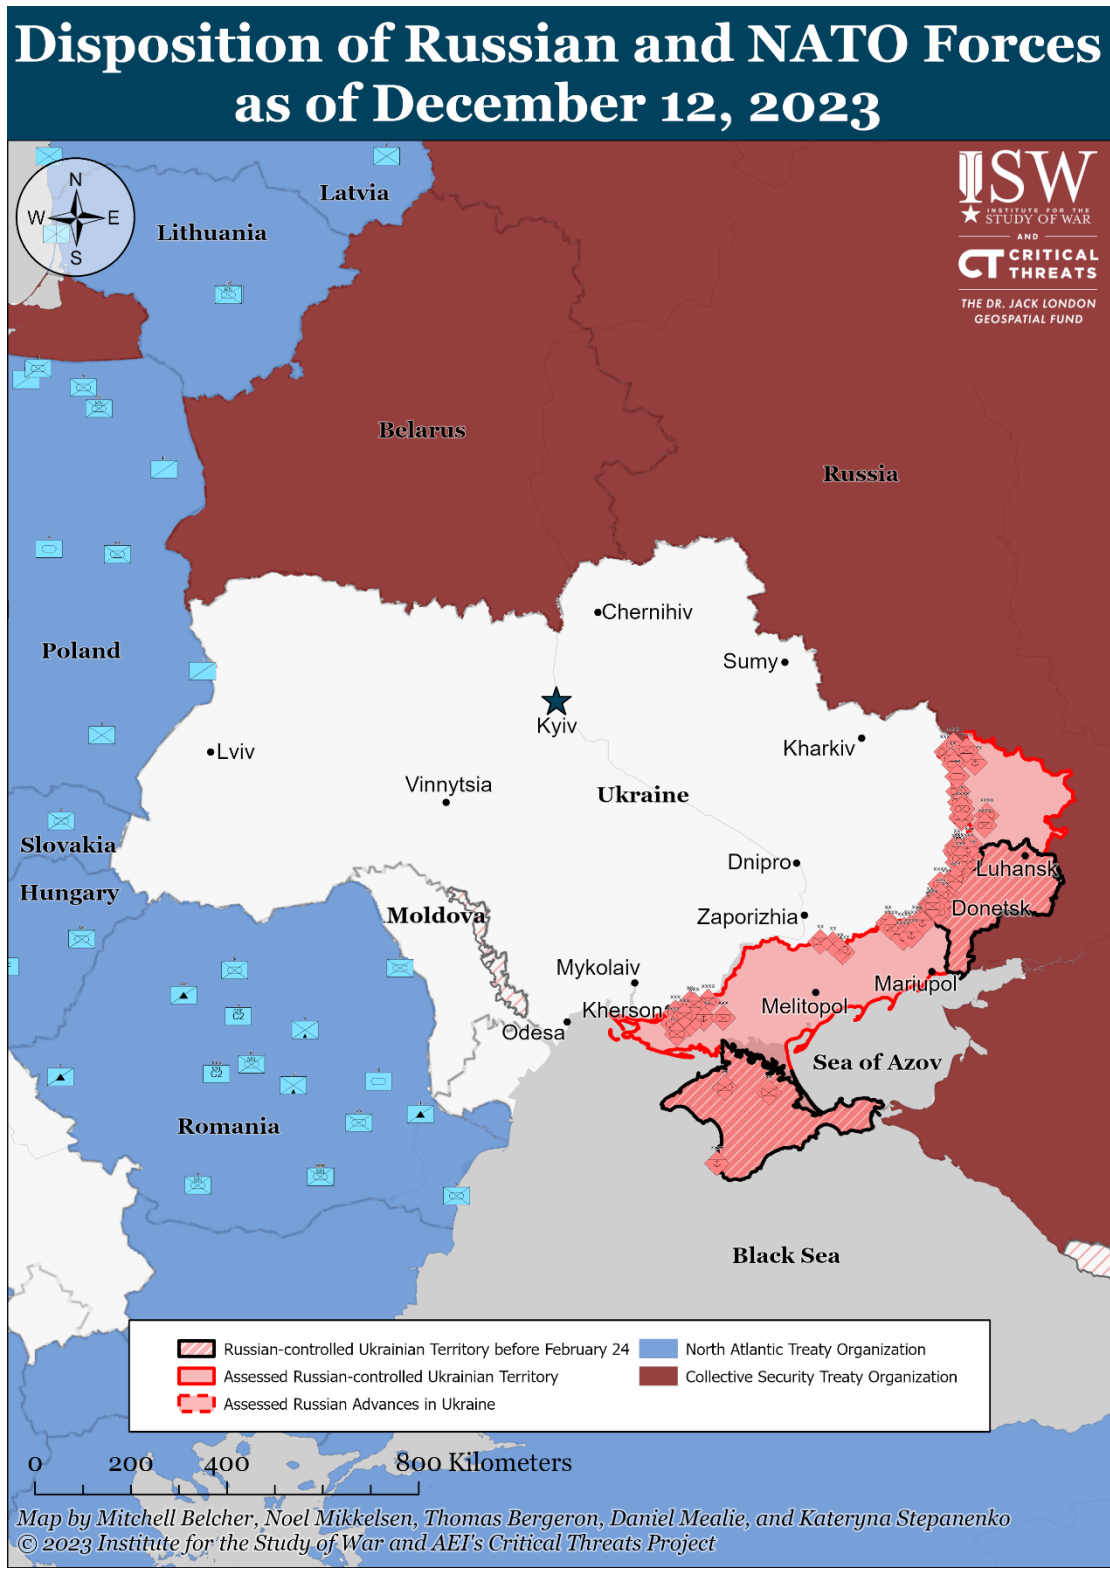 Disposition of Russian and NATO Forces
as of December 12, 2023
ISW
INSTITUTE FOR THE
STUDY OF WAR
AND
CT CRITICAL
THREATS
THE DR. JACK LONDON
GEOSPATIAL FUND
N
W E
S
Latvia
Lithuania
Belarus
Russia
Chernihiv
Poland
Sumy
Kyiv
Kharkiv
Lviv
Vinnytsia
Ukraine
Slovakia
Dnipro
Luhansk
Hungary
Donetsk
Moldova
Zaporizhia
Mykolaiv
Mariupol
Melitopol
Kherson
Odesa
C2
Sea of Azov
C2
Romania
Black Sea
Russian-controlled Ukrainian Territory before February 24
Assessed Russian-controlled Ukrainian Territory
Assessed Russian Advances in Ukraine
North Atlantic Treaty Organization
Collective Security Treaty Organization
0 200 400 800 Kilometers
Map by Mitchell Belcher, Noel Mikkelsen, Thomas Bergeron, Daniel Mealie, and Kateryna Stepanenko
© 2023 Institute for the Study of War and AEI's Critical Threats Project